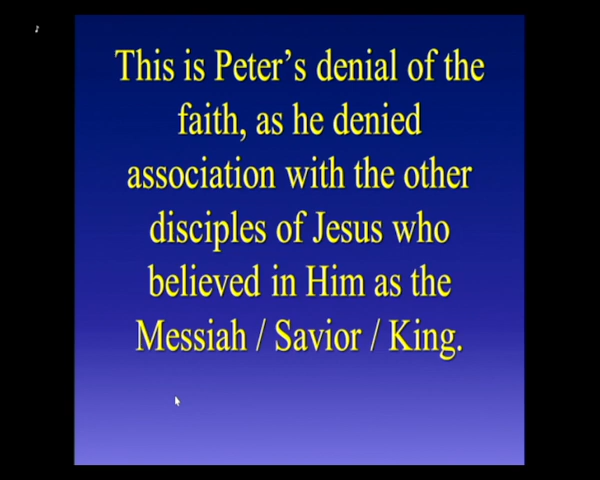 This is Peter’s denial of the
faith, as he denied
association with the other
disciples of Jesus who
believed in Him as the
Messiah / Savior / King.